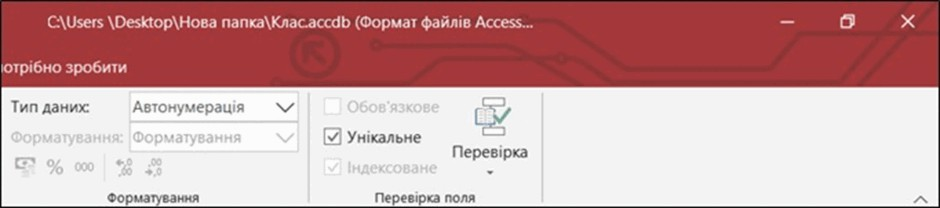 C:\Users \Desktop\Нова папка\Клас.accdb (Формат файлів Access...
отрібно зробити
Тип даних: Автонумерація
Форматування: Форматування
% 000 ,0 ,00
,00 ,0
Обов'язкове
Унікальне
Індексоване
Перевірка
Форматування
Перевірка поля